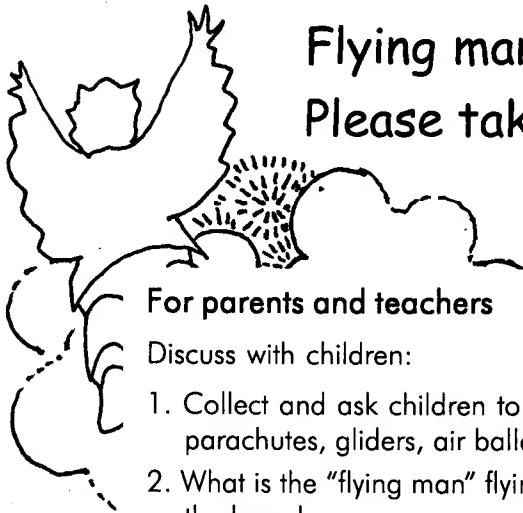 Flying man
Please tak
For parents and teachers
Discuss with children:
1. Collect and ask children to
parachutes, gliders, air ball
2. What is the "flying man" flyin